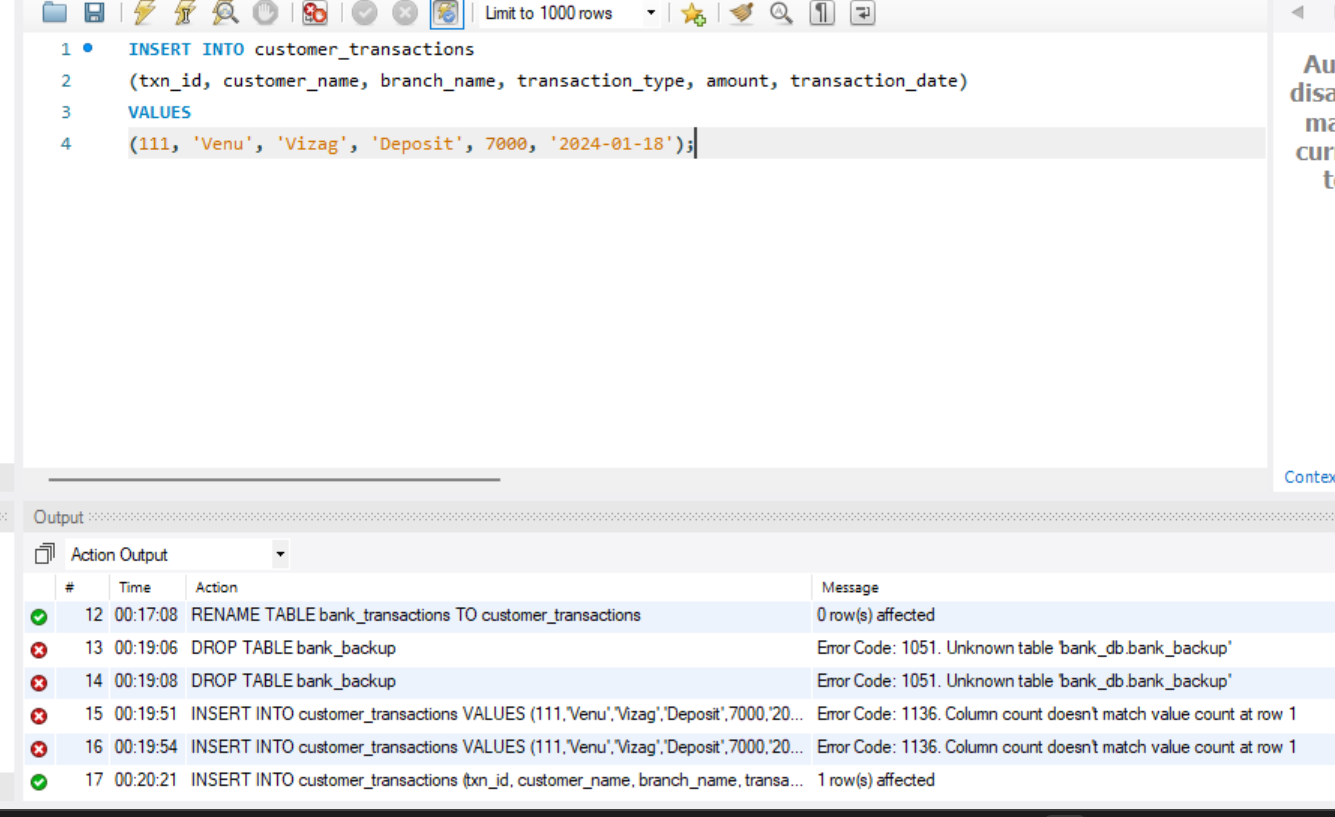 Limit to 1000 rows
1 INSERT INTO customer_transactions
2 (txn_id, customer_name, branch_name, transaction_type, amount, transaction_date)
3 VALUES
4 (111, 'Venu', 'Vizag', 'Deposit', 7000, '2024-01-18');
Au
disa
ma
curr
to
Contex
Output
Action Output
# Time Action Message
12 00:17:08 RENAME TABLE bank_transactions TO customer_transactions 0 row(s) affected
13 00:19:06 DROP TABLE bank_backup Error Code: 1051. Unknown table 'bank_db.bank_backup'
14 00:19:08 DROP TABLE bank_backup Error Code: 1051. Unknown table 'bank_db.bank_backup'
15 00:19:51 INSERT INTO customer_transactions VALUES (111,'Venu','Vizag','Deposit',7000,'20... Error Code: 1136. Column count doesn't match value count at row 1
16 00:19:54 INSERT INTO customer_transactions VALUES (111,'Venu','Vizag','Deposit',7000,'20... Error Code: 1136. Column count doesn't match value count at row 1
17 00:20:21 INSERT INTO customer_transactions (txn_id, customer_name, branch_name, transa... 1 row(s) affected